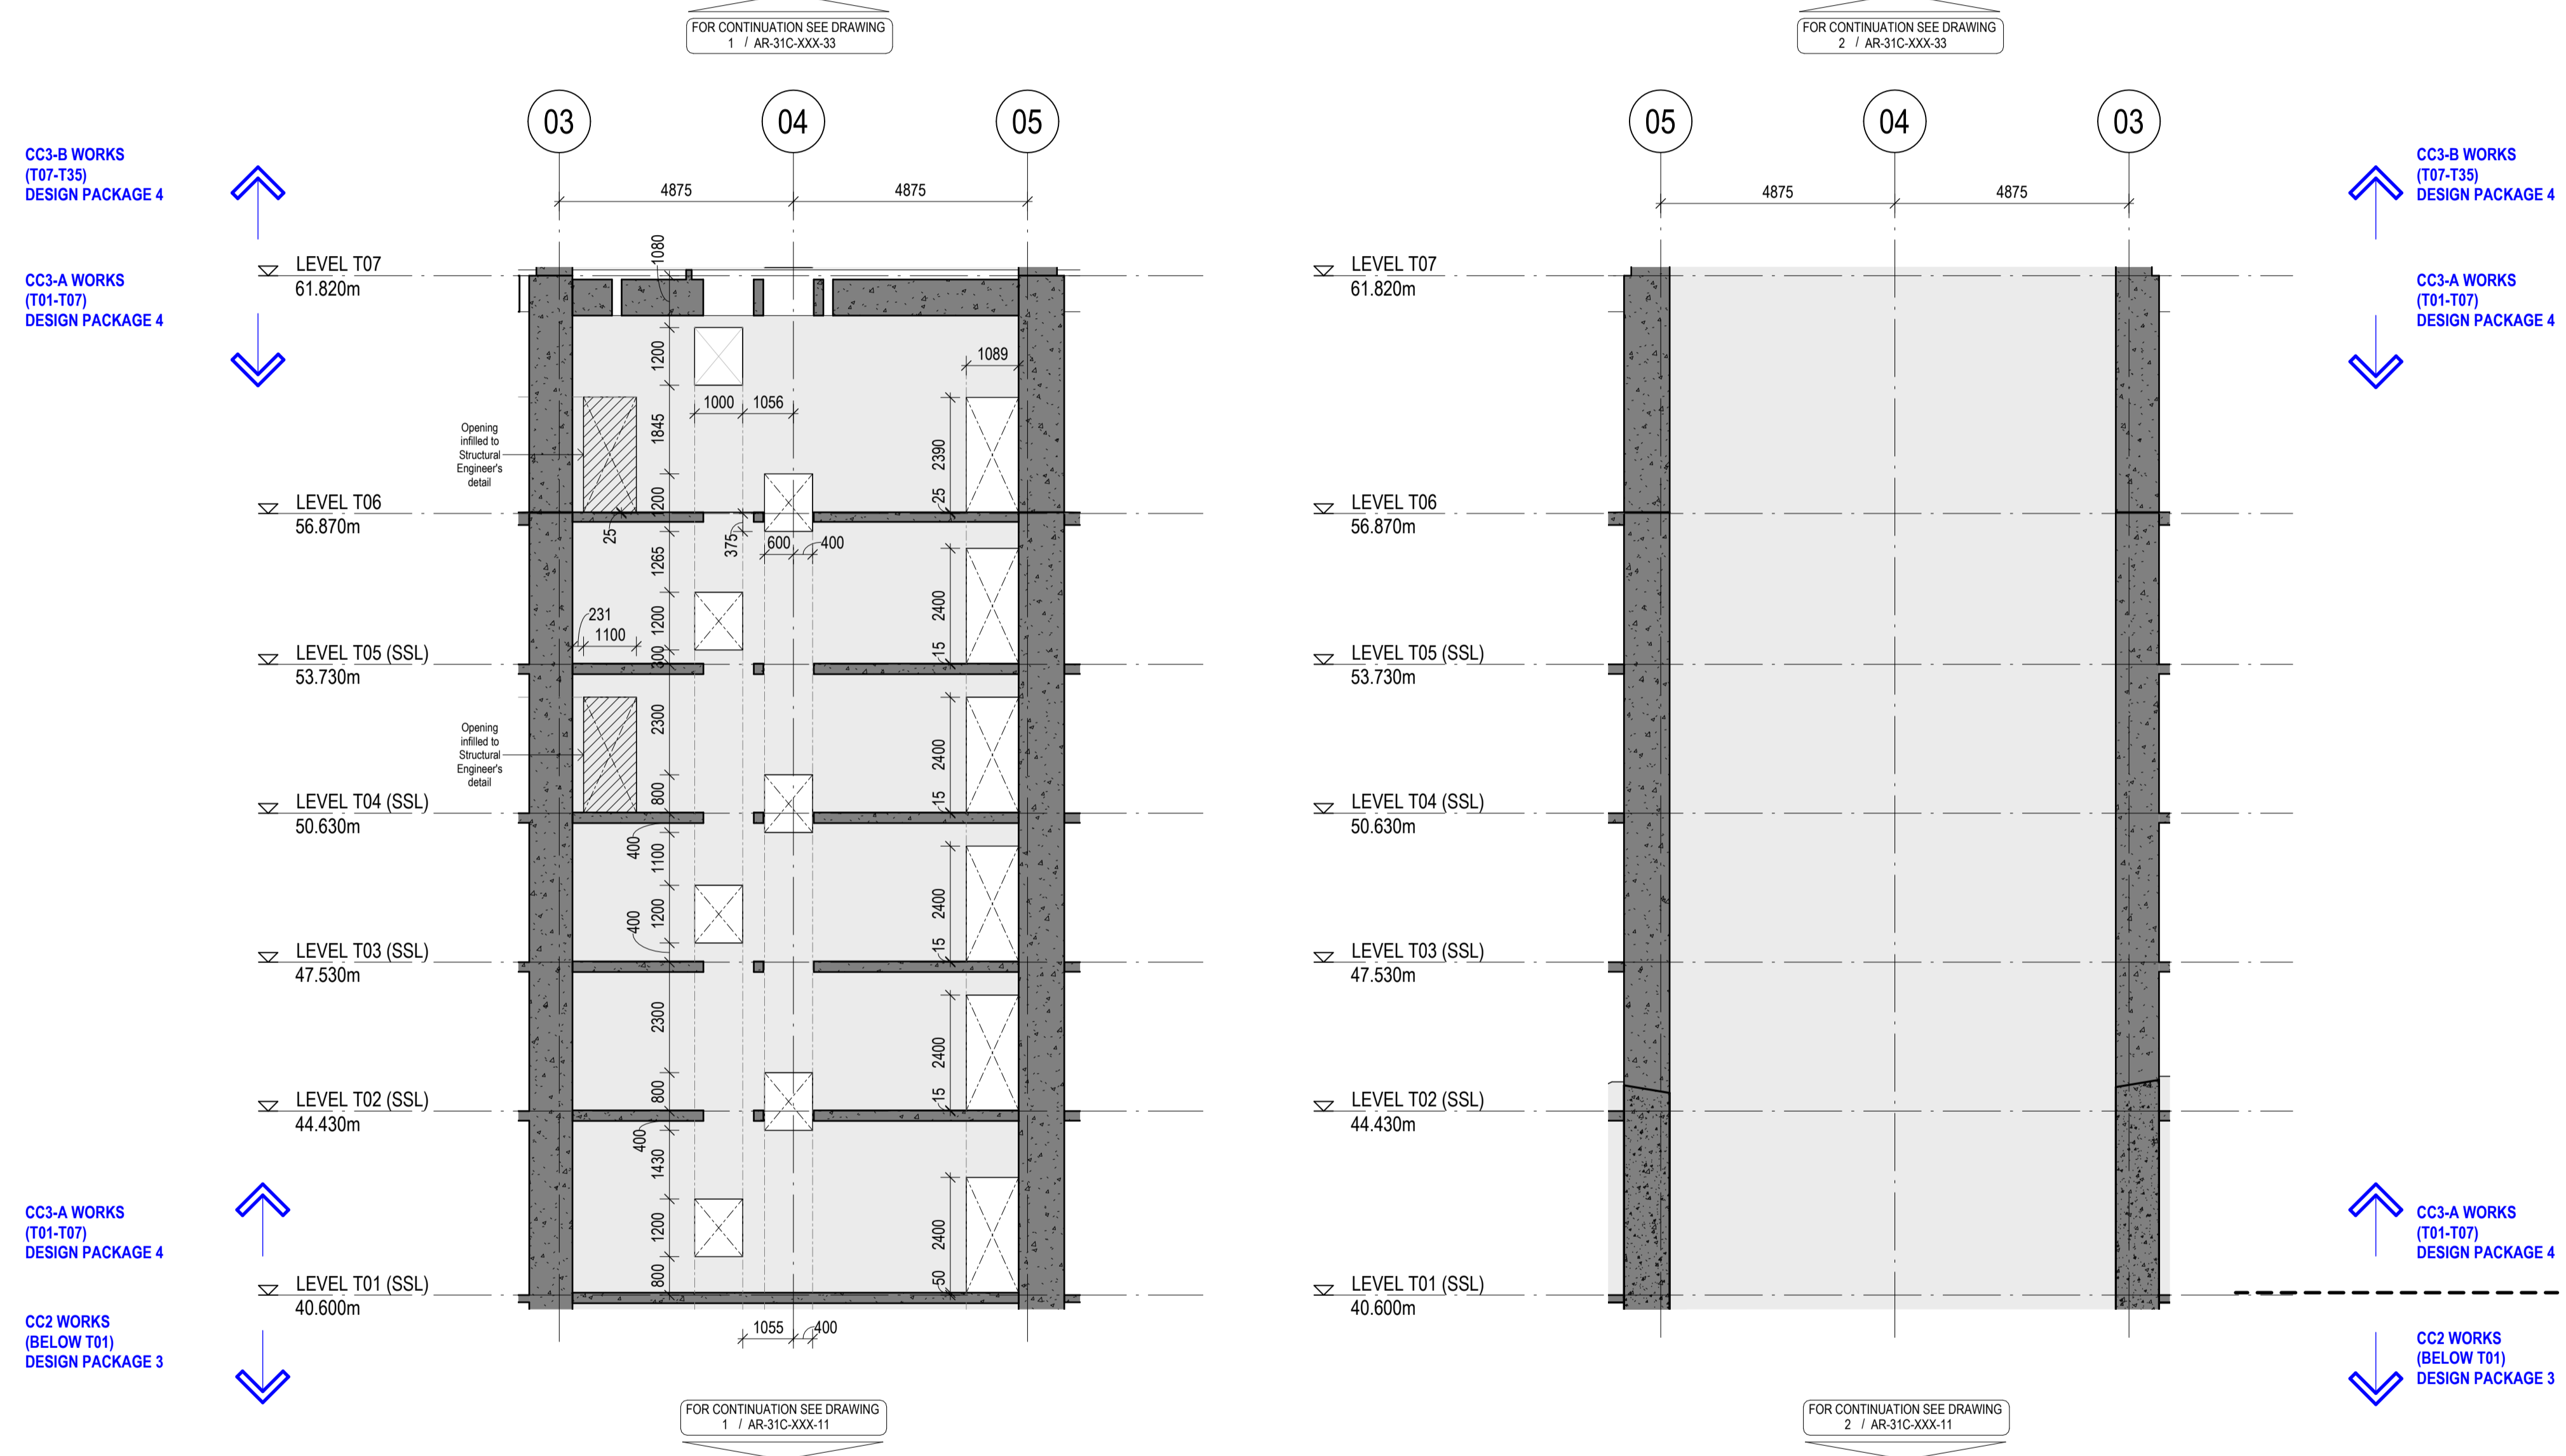 FOR CONTINUATION SEE DRAWING
1 / AR-31C-XXX-33
FOR CONTINUATION SEE DRAWING
2 / AR-31C-XXX-33
03
04
05
05
04
03
CC3-B WORKS
(T07-T35)
DESIGN PACKAGE 4
CC3-A WORKS
(T01-T07)
DESIGN PACKAGE 4
4875
4875
LEVEL T07
61.820m
1080
1200
1089
1000
1056
1845
2390
Opening
infilled to
Structural
Engineer's
detail
1200
25
LEVEL T06
56.870m
25
375
600
400
1265
2400
231
1100
1200
300
15
LEVEL T05 (SSL)
53.730m
2300
2400
Opening
infilled to
Structural
Engineer's
detail
800
15
LEVEL T04 (SSL)
50.630m
400
1100
2400
400
1200
15
LEVEL T03 (SSL)
47.530m
2300
2400
800
15
LEVEL T02 (SSL)
44.430m
400
1430
CC3-A WORKS
(T01-T07)
DESIGN PACKAGE 4
1200
2400
800
50
LEVEL T01 (SSL)
40.600m
CC2 WORKS
(BELOW T01)
DESIGN PACKAGE 3
1055
400
FOR CONTINUATION SEE DRAWING
1 / AR-31C-XXX-11
4875
4875
CC3-B WORKS
(T07-T35)
DESIGN PACKAGE 4
LEVEL T07
61.820m
CC3-A WORKS
(T01-T07)
DESIGN PACKAGE 4
LEVEL T06
56.870m
LEVEL T05 (SSL)
53.730m
LEVEL T04 (SSL)
50.630m
LEVEL T03 (SSL)
47.530m
LEVEL T02 (SSL)
44.430m
CC3-A WORKS
(T01-T07)
DESIGN PACKAGE 4
LEVEL T01 (SSL)
40.600m
CC2 WORKS
(BELOW T01)
DESIGN PACKAGE 3
FOR CONTINUATION SEE DRAWING
2 / AR-31C-XXX-11